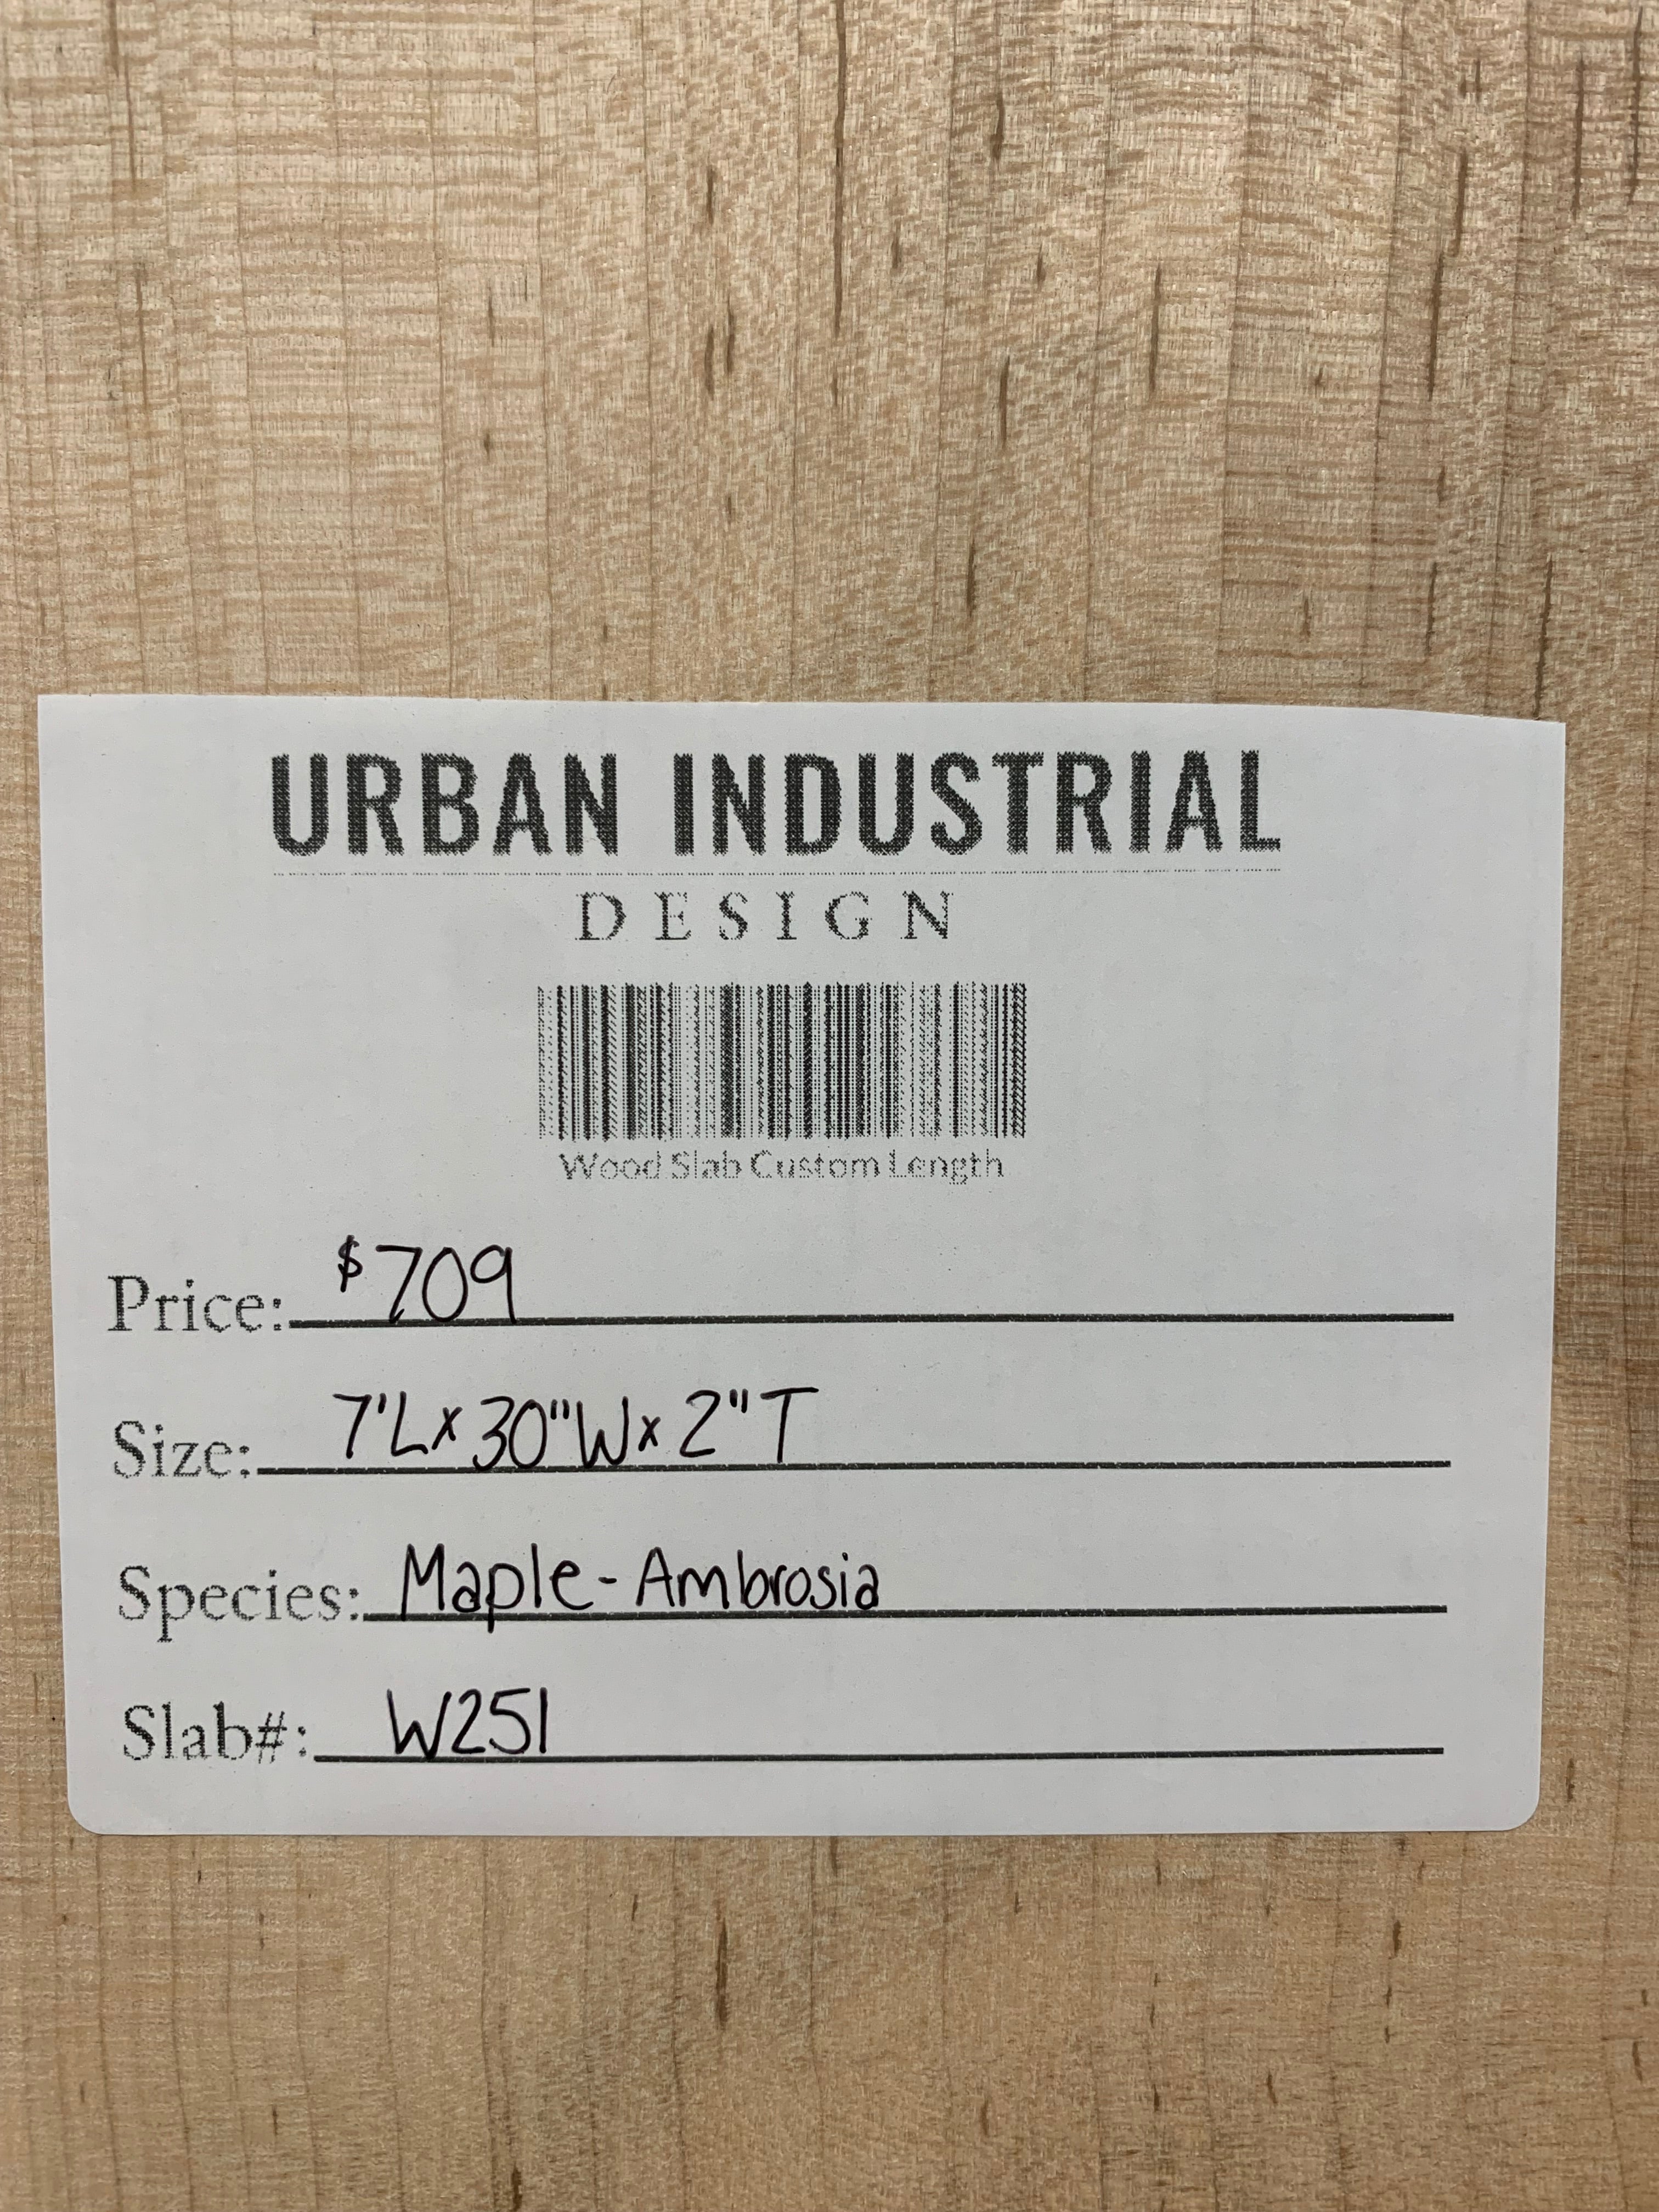 URBAN INDUSTRIAL
DESIGN
Wood Slab Custom Length
Price: $709
Size: 7'L x 30"W x 2"T
Species: Maple-Ambrosia
Slab#: W251